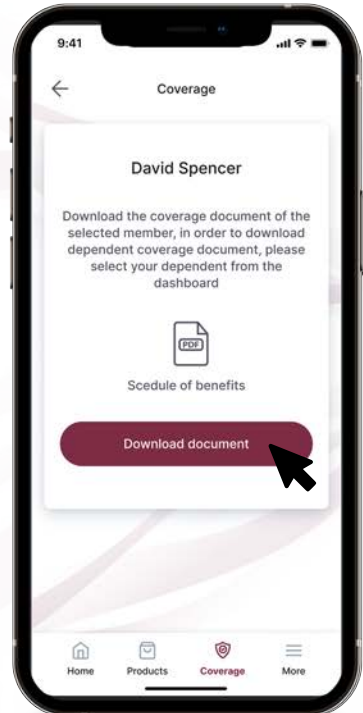 9:41
Coverage
David Spencer
Download the coverage document of the
selected member, in order to download
dependent coverage document, please
select your dependent from the
dashboard
PDF
Scedule of benefits
Download document
Home Products Coverage More